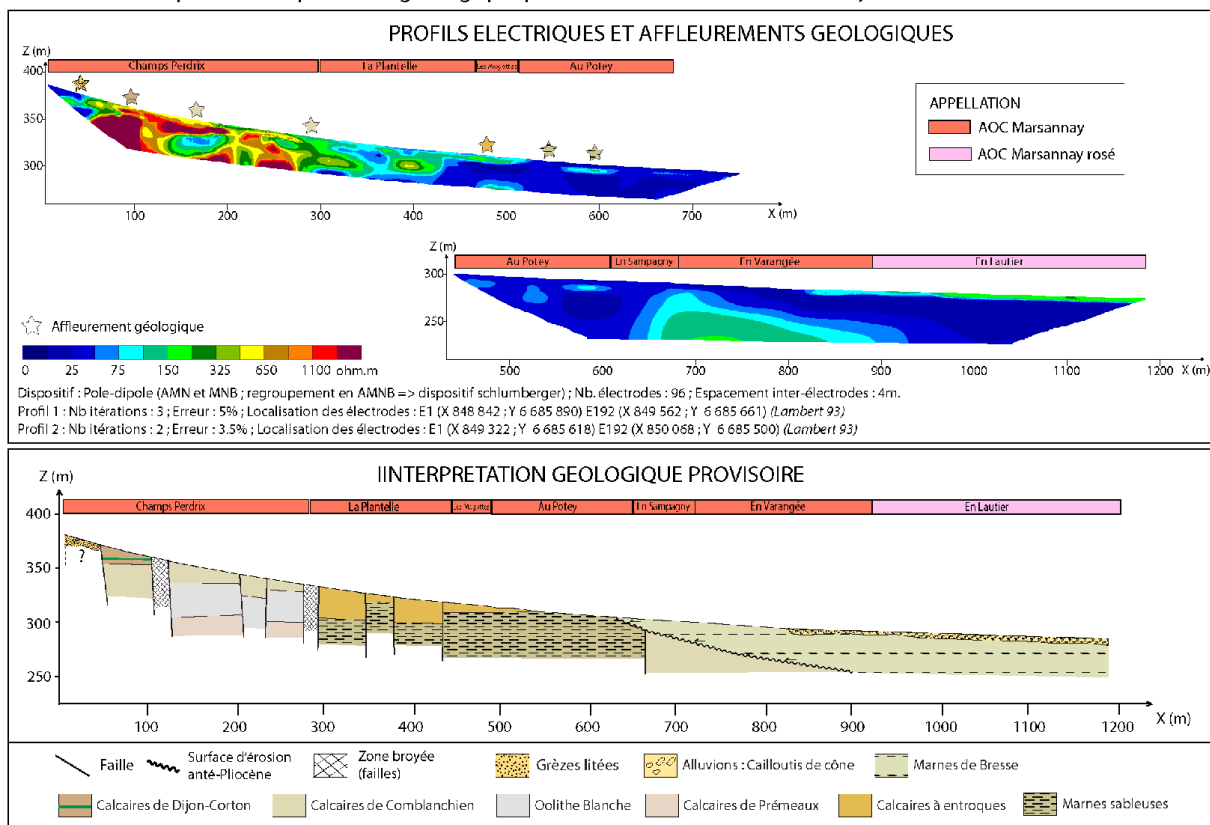 PROFILS ELECTRIQUES ET AFFLEUREMENTS GEOLOGIQUES
Z (m)
Champs Perdrix La Plantelle Les Mogottes Au Potey
400
350
300
100 200 300 400 500 600 700 X (m)
APPELLATION
AOC Marsannay
AOC Marsannay rosé
Z (m)
Au Potey En Sampagny En Varangée En Lautier
300
250
500 600 700 800 900 1000 1100 1200 X (m)
Affleurement géologique
0 25 75 150 325 650 1100 ohm.m
Dispositif : Pole-dipole (AMN et MNB ; regroupement en AMNB => dispositif schlumberger) ; Nb. électrodes : 96 ; Espacement inter-électrodes : 4m.
Profil 1 : Nb itérations : 3 ; Erreur : 5% ; Localisation des électrodes : E1 (X 848 842 ; Y 6 685 890) E192 (X 849 562 ; Y 6 685 661) (Lambert 93)
Profil 2 : Nb itérations : 2 ; Erreur : 3.5% ; Localisation des électrodes : E1 (X 849 322 ; Y 6 685 618) E192 (X 850 068 ; Y 6 685 500) (Lambert 93)
IINTERPRETATION GEOLOGIQUE PROVISOIRE
Z (m)
Champs Perdrix La Plantelle Les Mogottes Au Potey En Sampagny En Varangée En Lautier
400
350
300
250
?
100 200 300 400 500 600 700 800 900 1000 1100 1200 X (m)
Faille
Surface d'érosion anté-Pliocène
Zone broyée (failles)
Grèzes litées
Alluvions : Cailloutis de cône
Marnes de Bresse
Calcaires de Dijon-Corton
Calcaires de Comblanchien
Oolithe Blanche
Calcaires de Prémeaux
Calcaires à entroques
Marnes sableuses